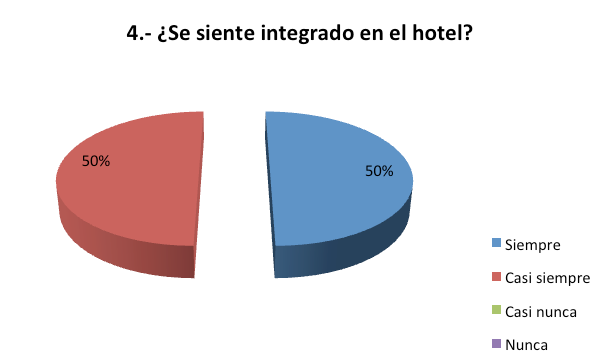 4.- ¿Se siente integrado en el hotel?
50%
50%
Siempre
Casi siempre
Casi nunca
Nunca